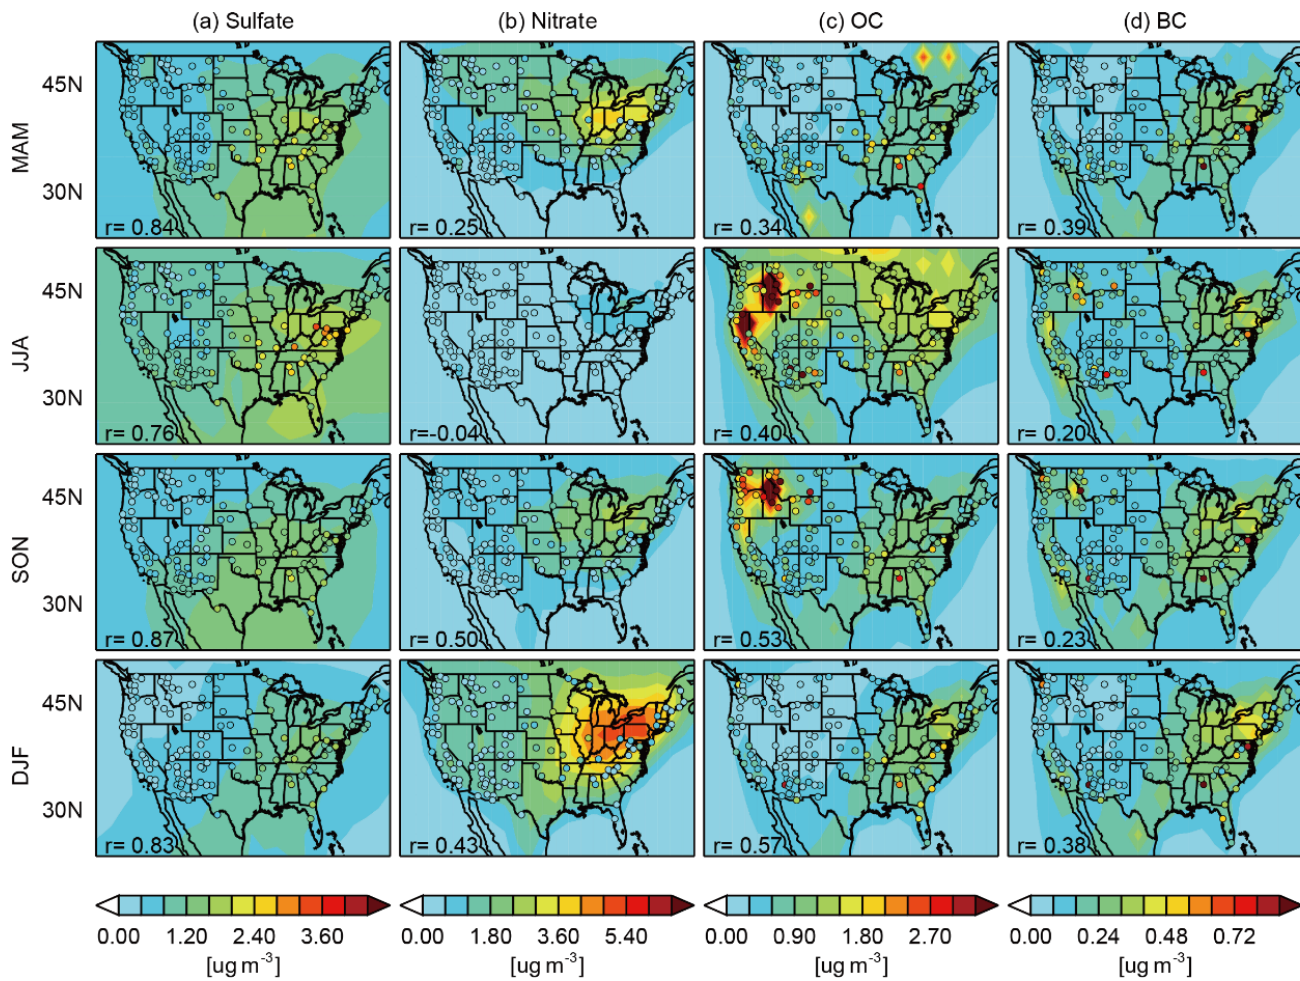 (a) Sulfate (b) Nitrate (c) OC (d) BC
MAM
45N
30N
r= 0.84 r= 0.25 r= 0.34 r= 0.39
JJA
45N
30N
r= 0.76 r=-0.04 r= 0.40 r= 0.20
SON
45N
30N
r= 0.87 r= 0.50 r= 0.53 r= 0.23
DJF
45N
30N
r= 0.83 r= 0.43 r= 0.57 r= 0.38
0.00 1.20 2.40 3.60 1.80 3.60 5.40 0.00 0.90 1.80 2.70 0.00 0.24 0.48 0.72
[ug m-3] [ug m-3] [ug m-3] [ug m-3]